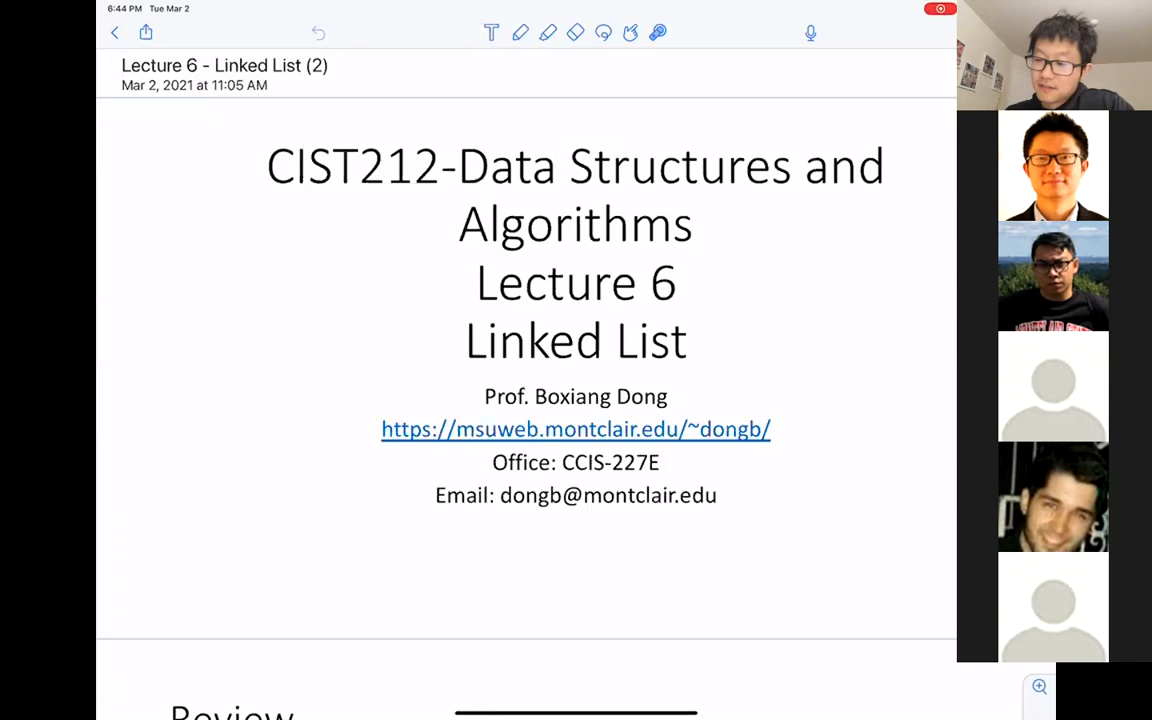 6:44 PM Tue Mar 2
Lecture 6 - Linked List (2)
Mar 2, 2021 at 11:05 AM
CIST212-Data Structures and
Algorithms
Lecture 6
Linked List
Prof. Boxiang Dong
https://msuweb.montclair.edu/~dongb/
Office: CCIS-227E
Email: dongb@montclair.edu
Review